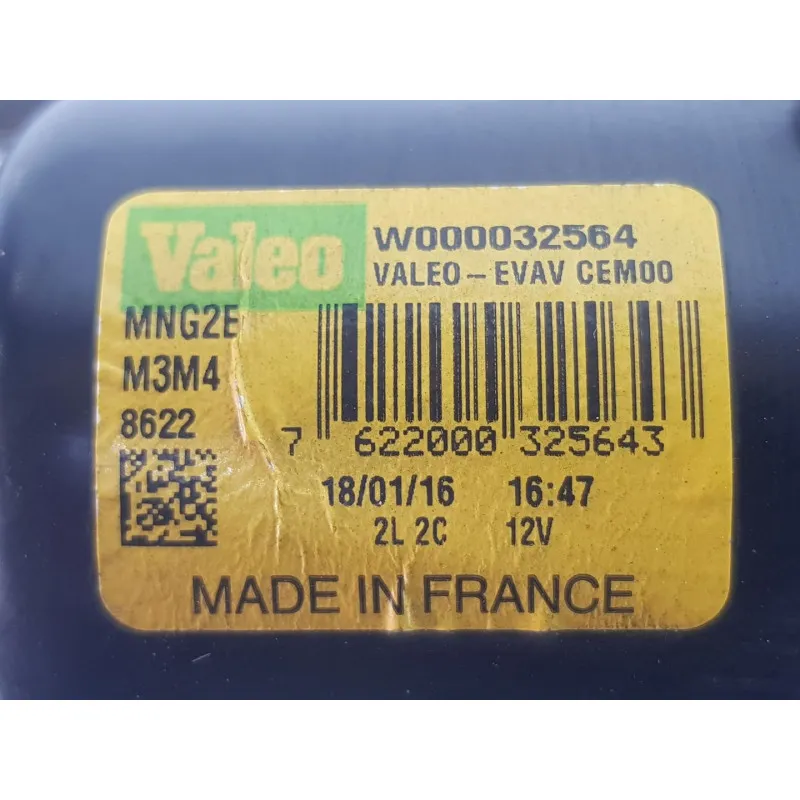 Valeo
W000032564
VALEO-EVAV CEM00
MNG2E
M3M4
8622
7 622000 325643
18/01/16 16:47
2L 2C 12V
MADE IN FRANCE